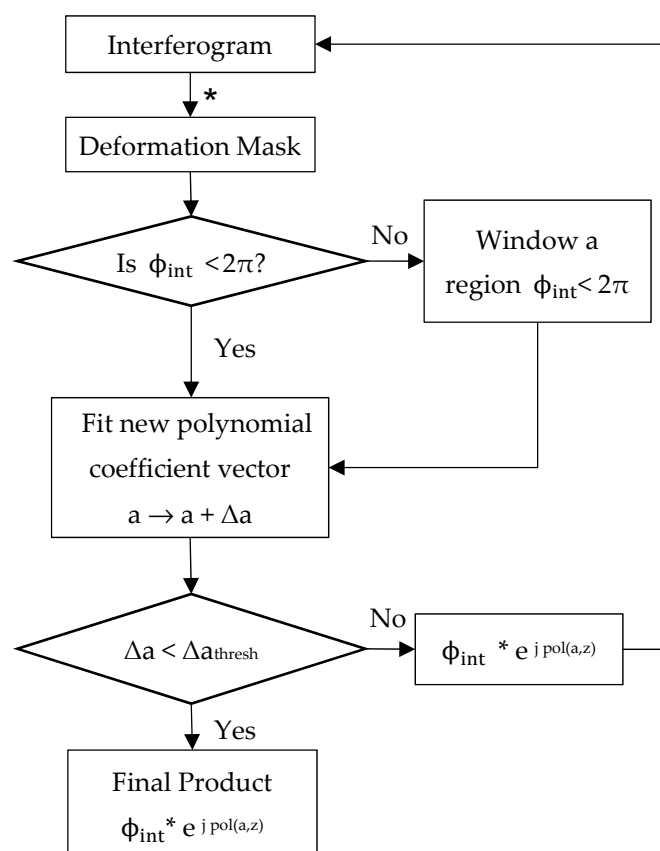 Interferogram
*
Deformation Mask
Is ϕint <2π?
No
Window a
region ϕint< 2π
Yes
Fit new polynomial
coefficient vector
a → a + Δa
Δa < Δathresh
No
ϕint * e j pol(a,z)
Yes
Final Product
ϕint* e j pol(a,z)